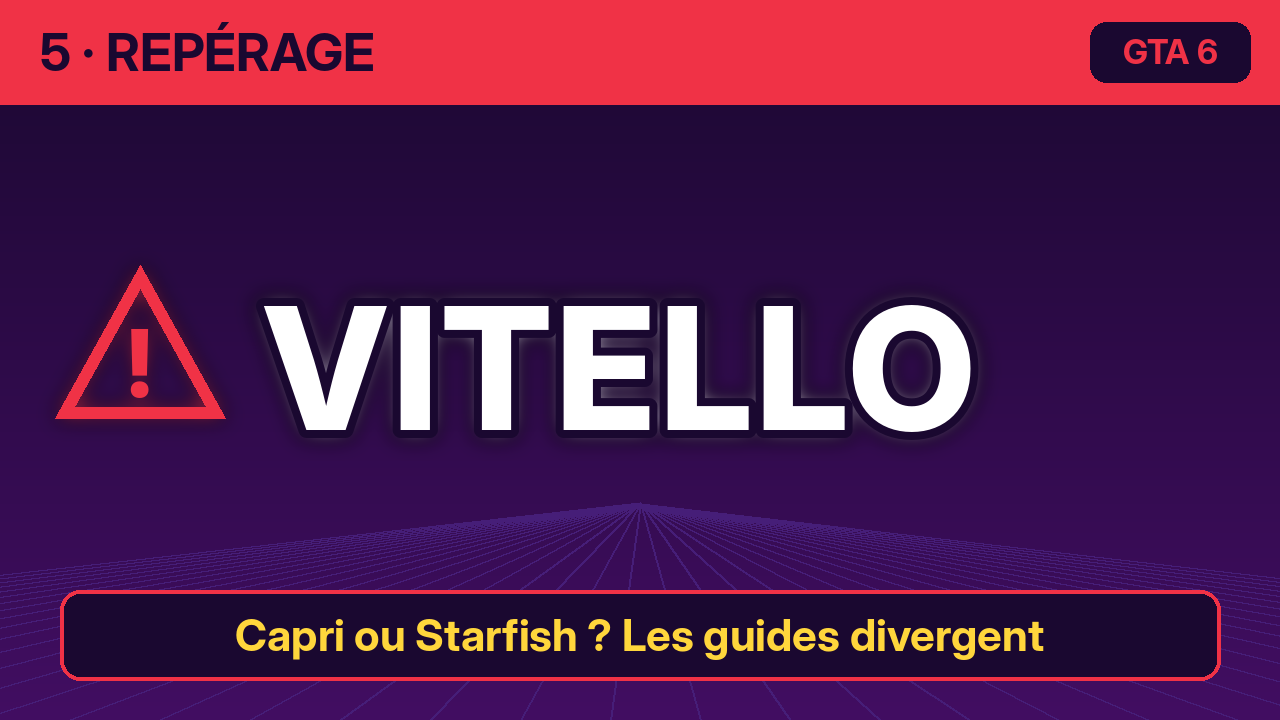 5 · REPÉRAGE
GTA 6
!
VITELLO
Capri ou Starfish ? Les guides divergent